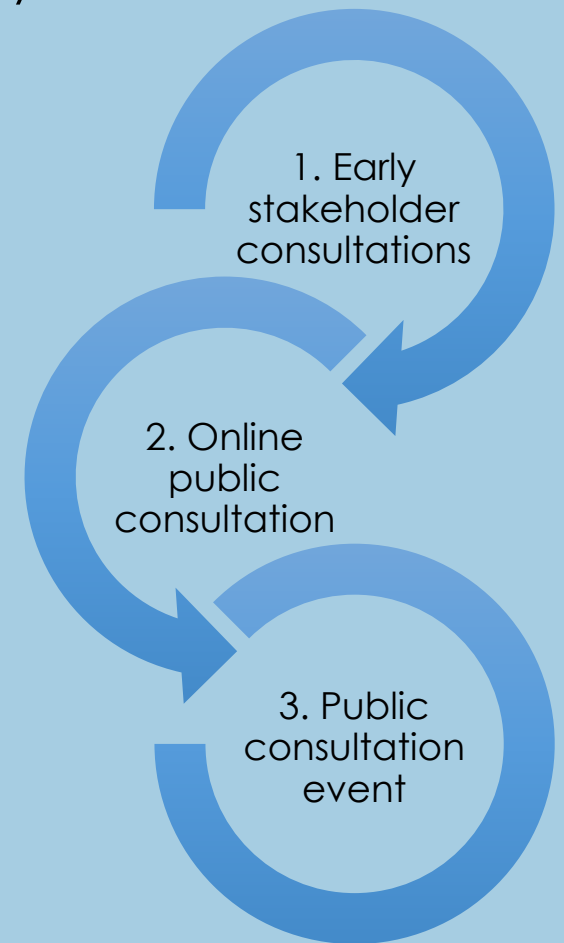 1. Early
stakeholder
consultations
2. Online
public
consultation
3. Public
consultation
event